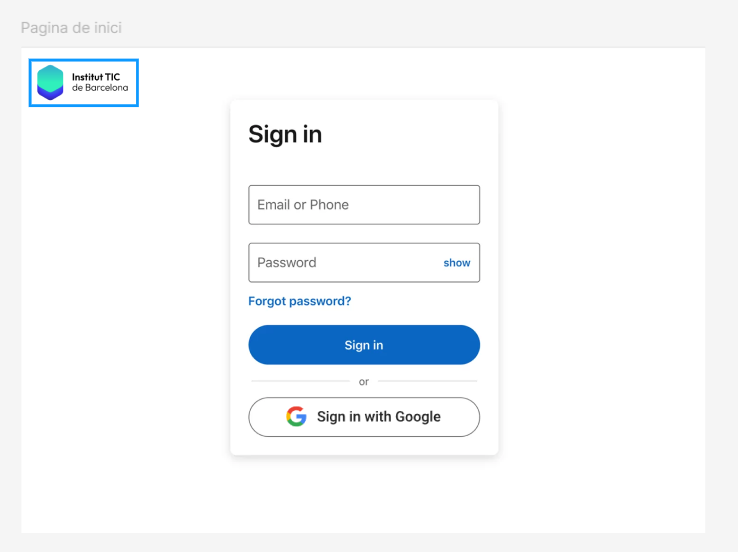 Pagina de inici
Institut TIC
de Barcelona
Sign in
Email or Phone
Password show
Forgot password?
Sign in
or
Sign in with Google